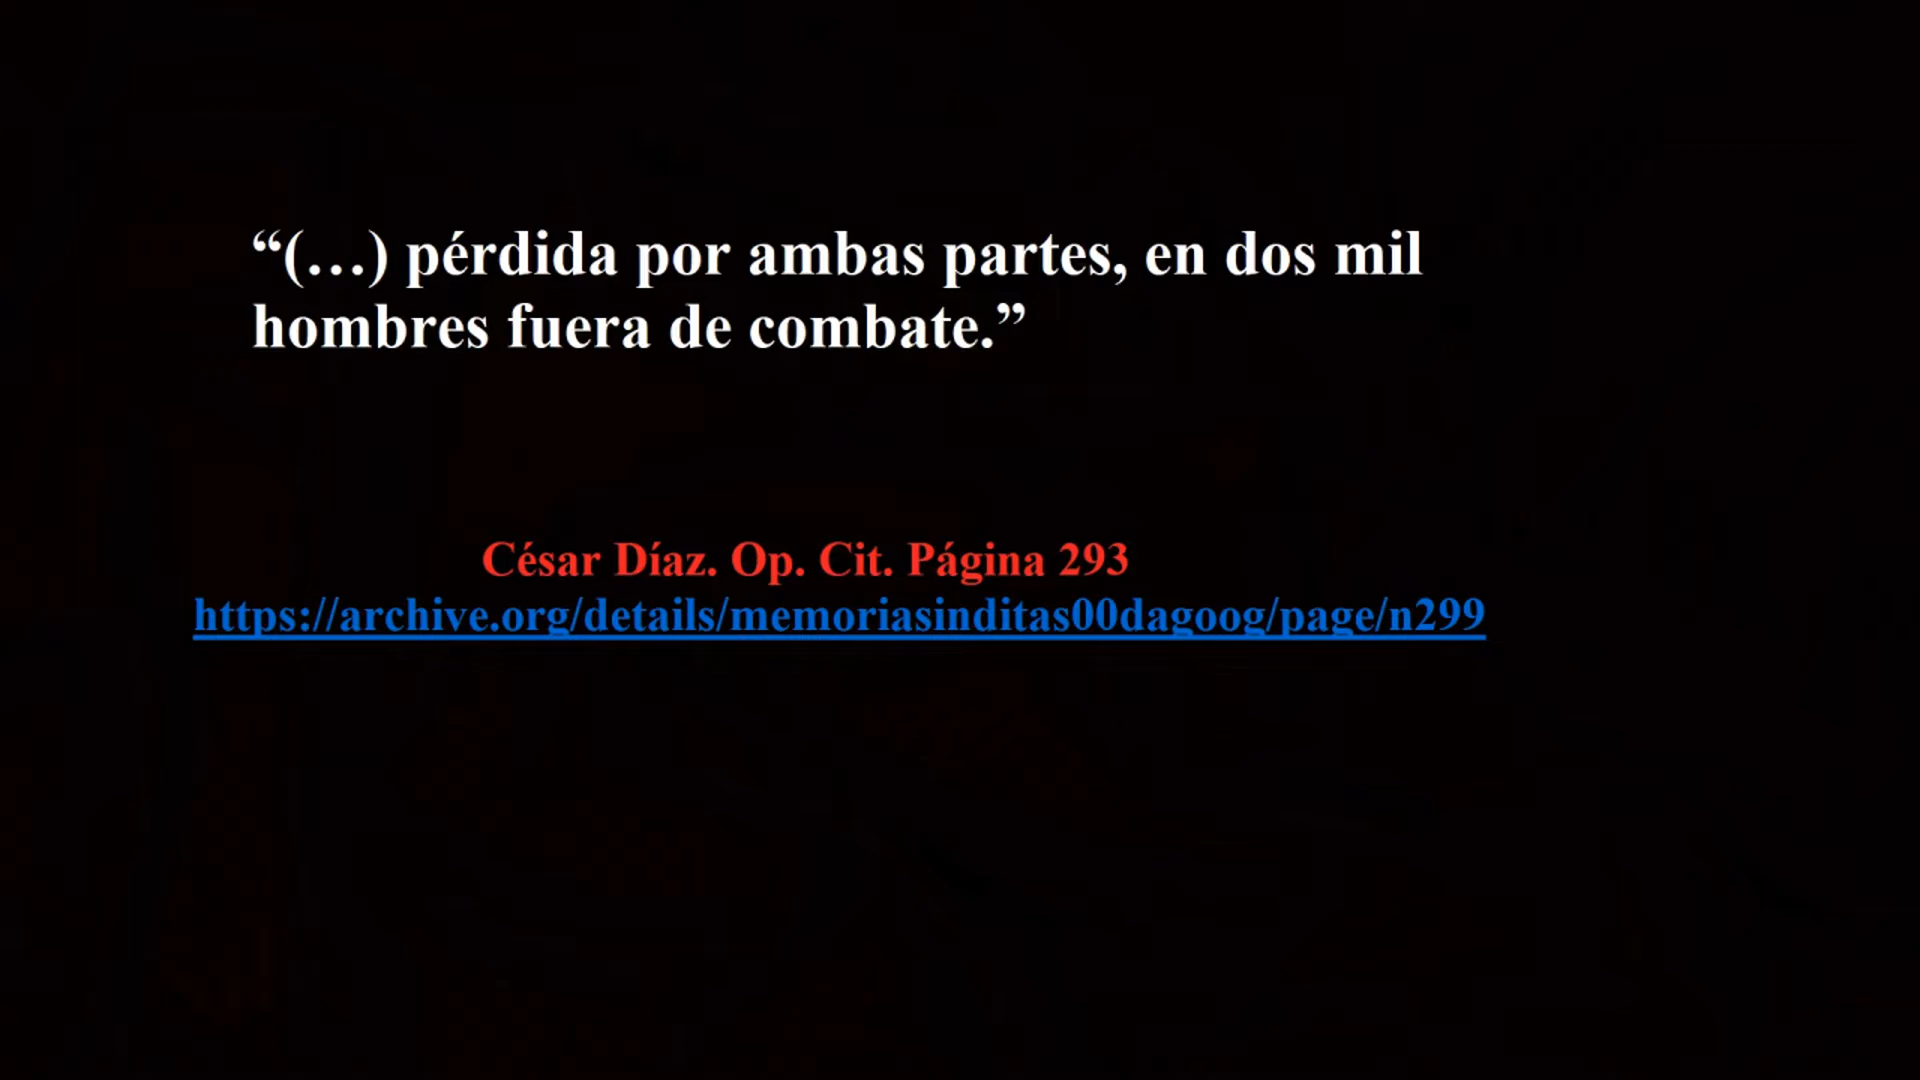 “(…) pérdida por ambas partes, en dos mil
hombres fuera de combate.”
César Díaz. Op. Cit. Página 293
https://archive.org/details/memoriasinditas00dagoog/page/n299